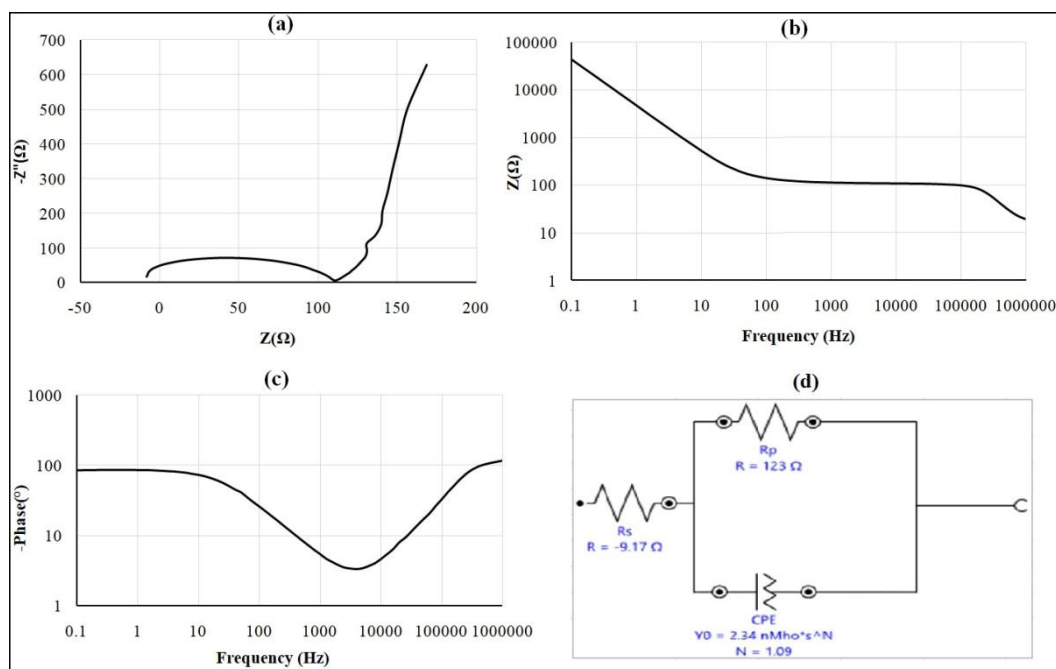 (a)
700
600
500
400
300
200
100
0
-Z"(Ω)
-50
0
50
100
150
200
Z(Ω)
(b)
100000
10000
1000
100
10
1
Z(Ω)
0.1
1
10
100
1000
10000
100000
1000000
Frequency (Hz)
(c)
1000
100
10
1
-Phase(°)
0.1
1
10
100
1000
10000
1000000
1000000
Frequency (Hz)
(d)
Rp
R = 123 Ω
Rs
R = -9.17 Ω
CPE
Y0 = 2.34 nMho*s^N
N = 1.09